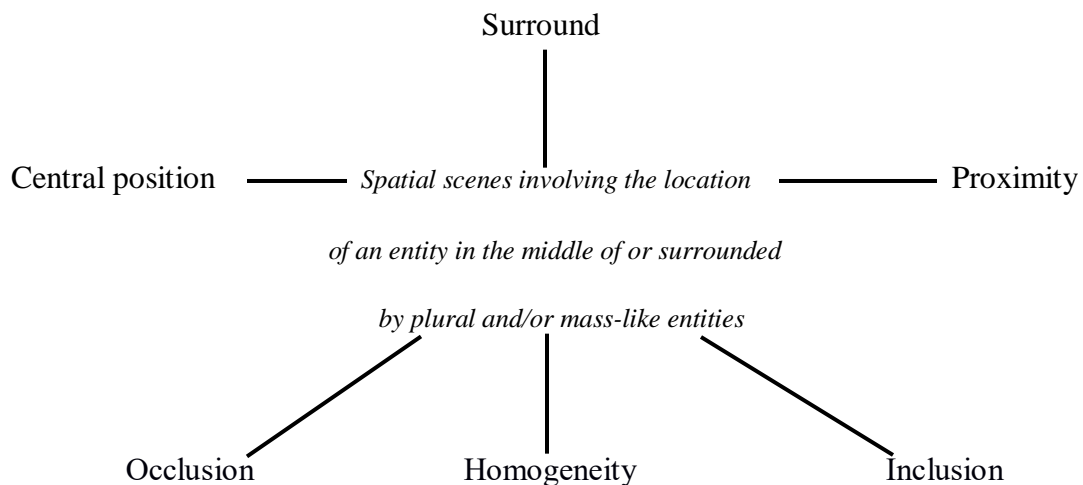 Surround
Central position
Spatial scenes involving the location
Proximity
of an entity in the middle of or surrounded
by plural and/or mass-like entities
Occlusion
Homogeneity
Inclusion